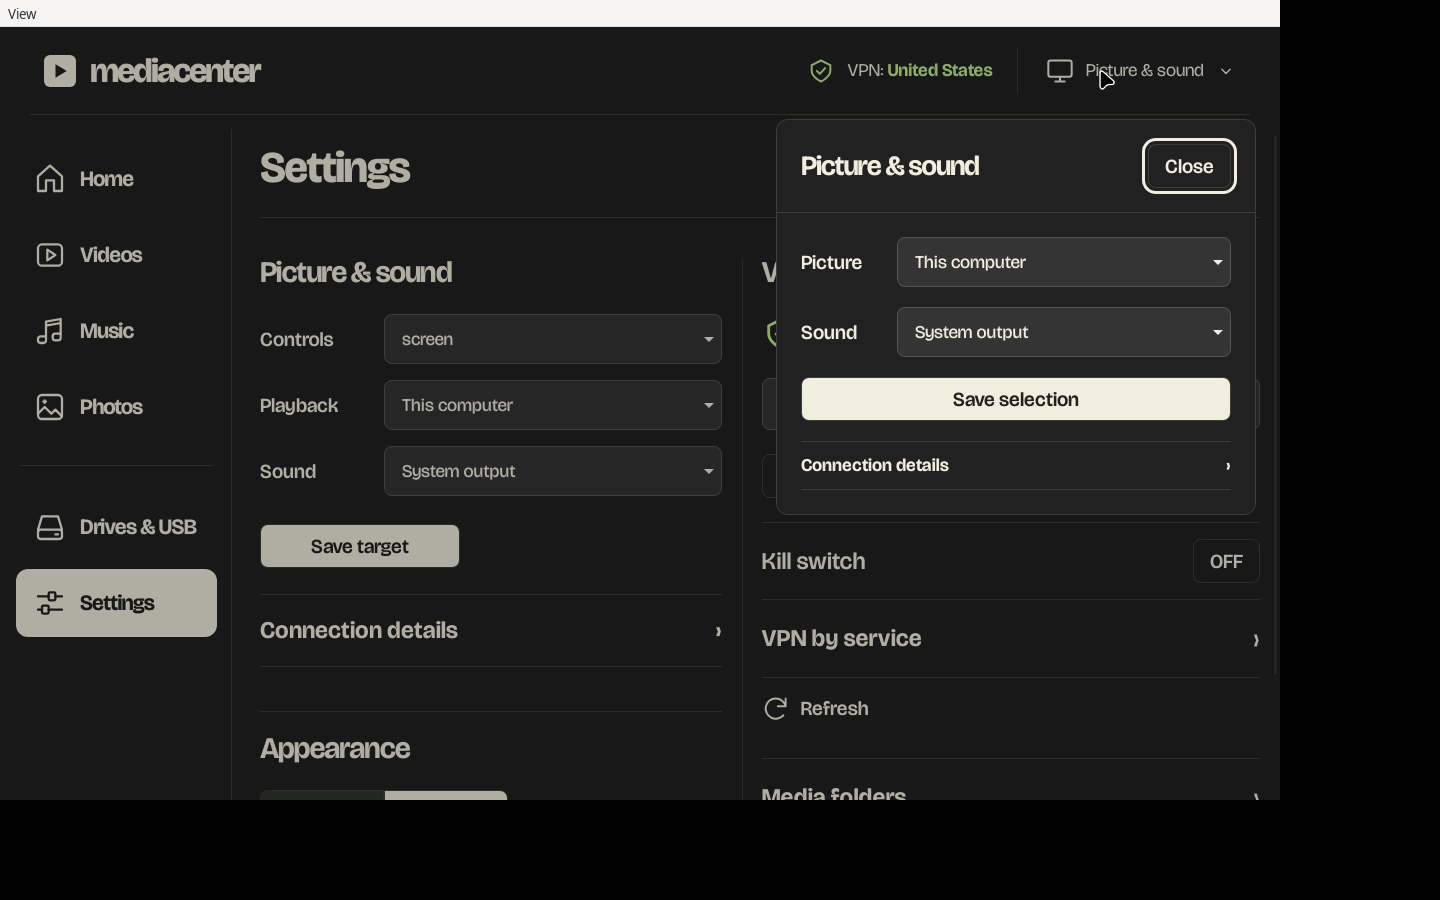 View
mediacenter
VPN: United States
Picture & sound
Home
Videos
Music
Photos
Drives & USB
Settings
Settings
Picture & sound
Controls
screen
Playback
This computer
Sound
System output
Save target
Connection details
Appearance
Picture & sound
Close
Picture
This computer
Sound
System output
Save selection
Connection details
Kill switch
OFF
VPN by service
Refresh
Media folders